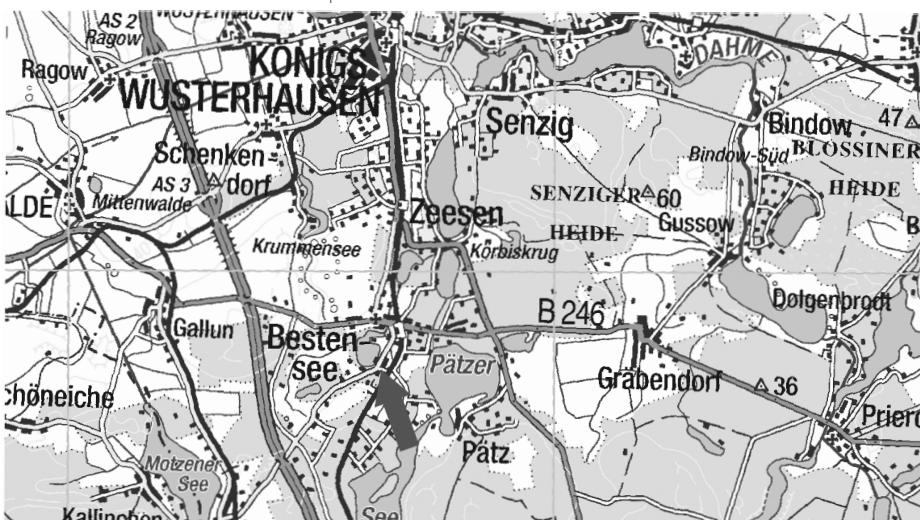 AS 2
Ragow
WUSTERHAUSEN
Ragow
KÖNIGS
WUSTERHAUSEN
DAHME
Senzig
Bindow
47
BLOSSINER
Bindow-Süd
HEIDE
Schenken-
dorf
AS 3
Mittenwalde
SENZIGER
60
HEIDE
Gussow
Zeesen
Körbiskrug
Krummensee
Dolgenbrodt
B 246
Gallun
Besten-
see
Pätzer
Gräbendorf
36
Pätz
Motzener
See
See